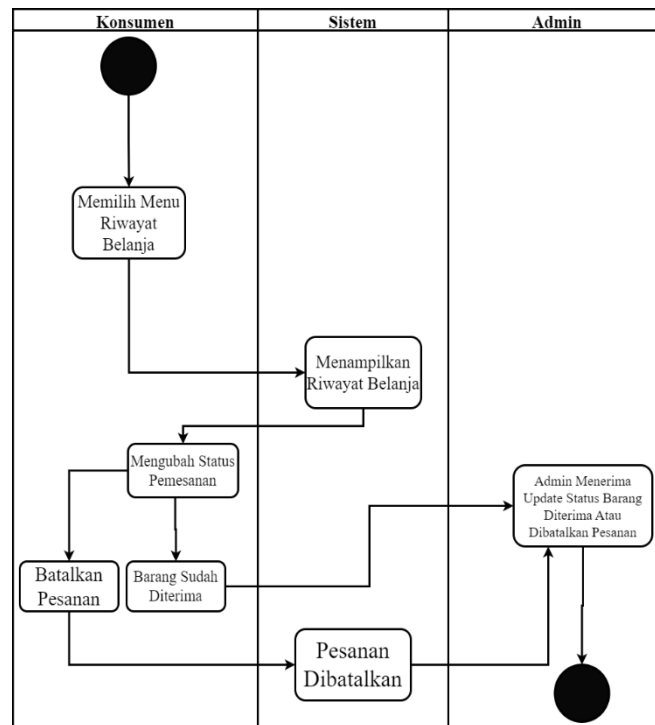 Konsumen
Sistem
Admin
Memilih Menu
Riwayat
Belanja
Menampilkan
Riwayat Belanja
Mengubah Status
Pemesanan
Admin Menerima
Update Status Barang
Diterima Atau
Dibatalkan Pesanan
Batalkan
Pesanan
Barang Sudah
Diterima
Pesanan
Dibatalkan